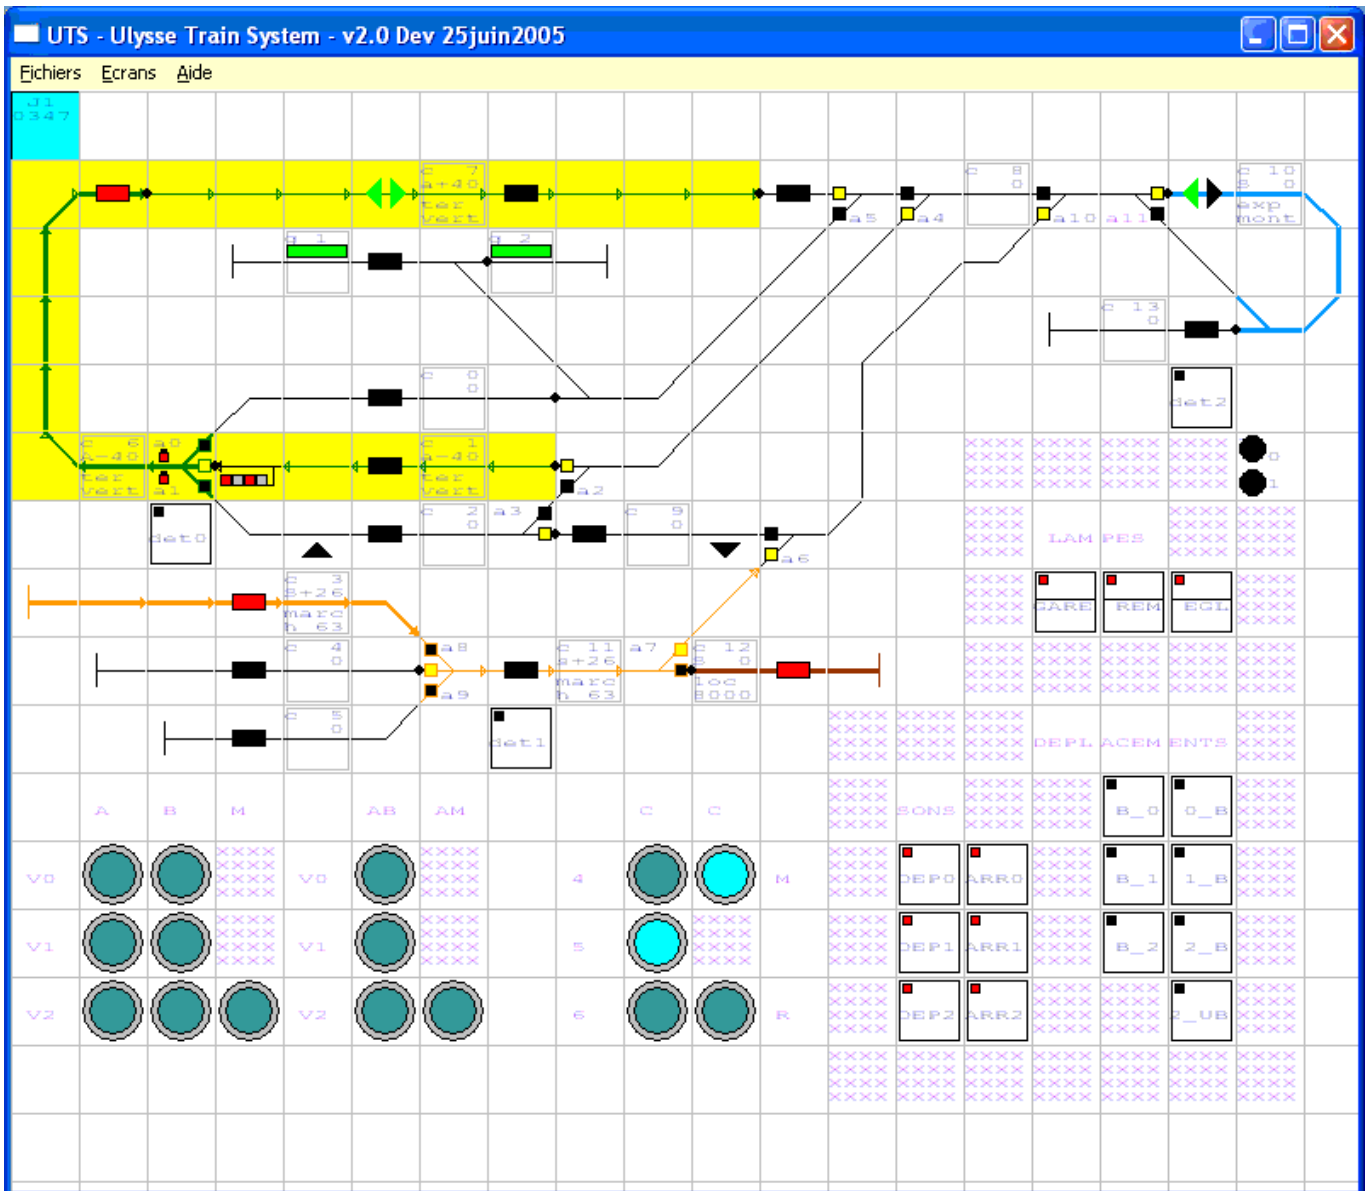 UTS - Ulysse Train System - v2.0 Dev 25juin2005
Fichiers Ecrans Aide
J1
0347
c 7
a+40
ter
vert
c 8
0
c 10
S 0
exp
mont
a5 a4 a10 a11
g 1 g 2
c 13
0
c 0
0
det2
c 6
A-40
ter
vert
a0
a1
c 1
A-40
ter
vert
a2
0
1
det0
c 2
0
a3
c 9
0
a6
LAMPES
c 3
S+26
marc
h 63
GARE REM EGL
c 4
0
a8
a9
c 11
s+26
marc
h 63
a7
c 12
S 0
loc
8000
c 5
0
det1
DEPLACEMENTS
A B M AB AM C C SONS B_0 0_B
V0 V0 4 M DEP0 ARR0 B_1 1_B
V1 V1 5 DEP1 ARR1 B_2 2_B
V2 V2 6 R DEP2 ARR2 2_UB